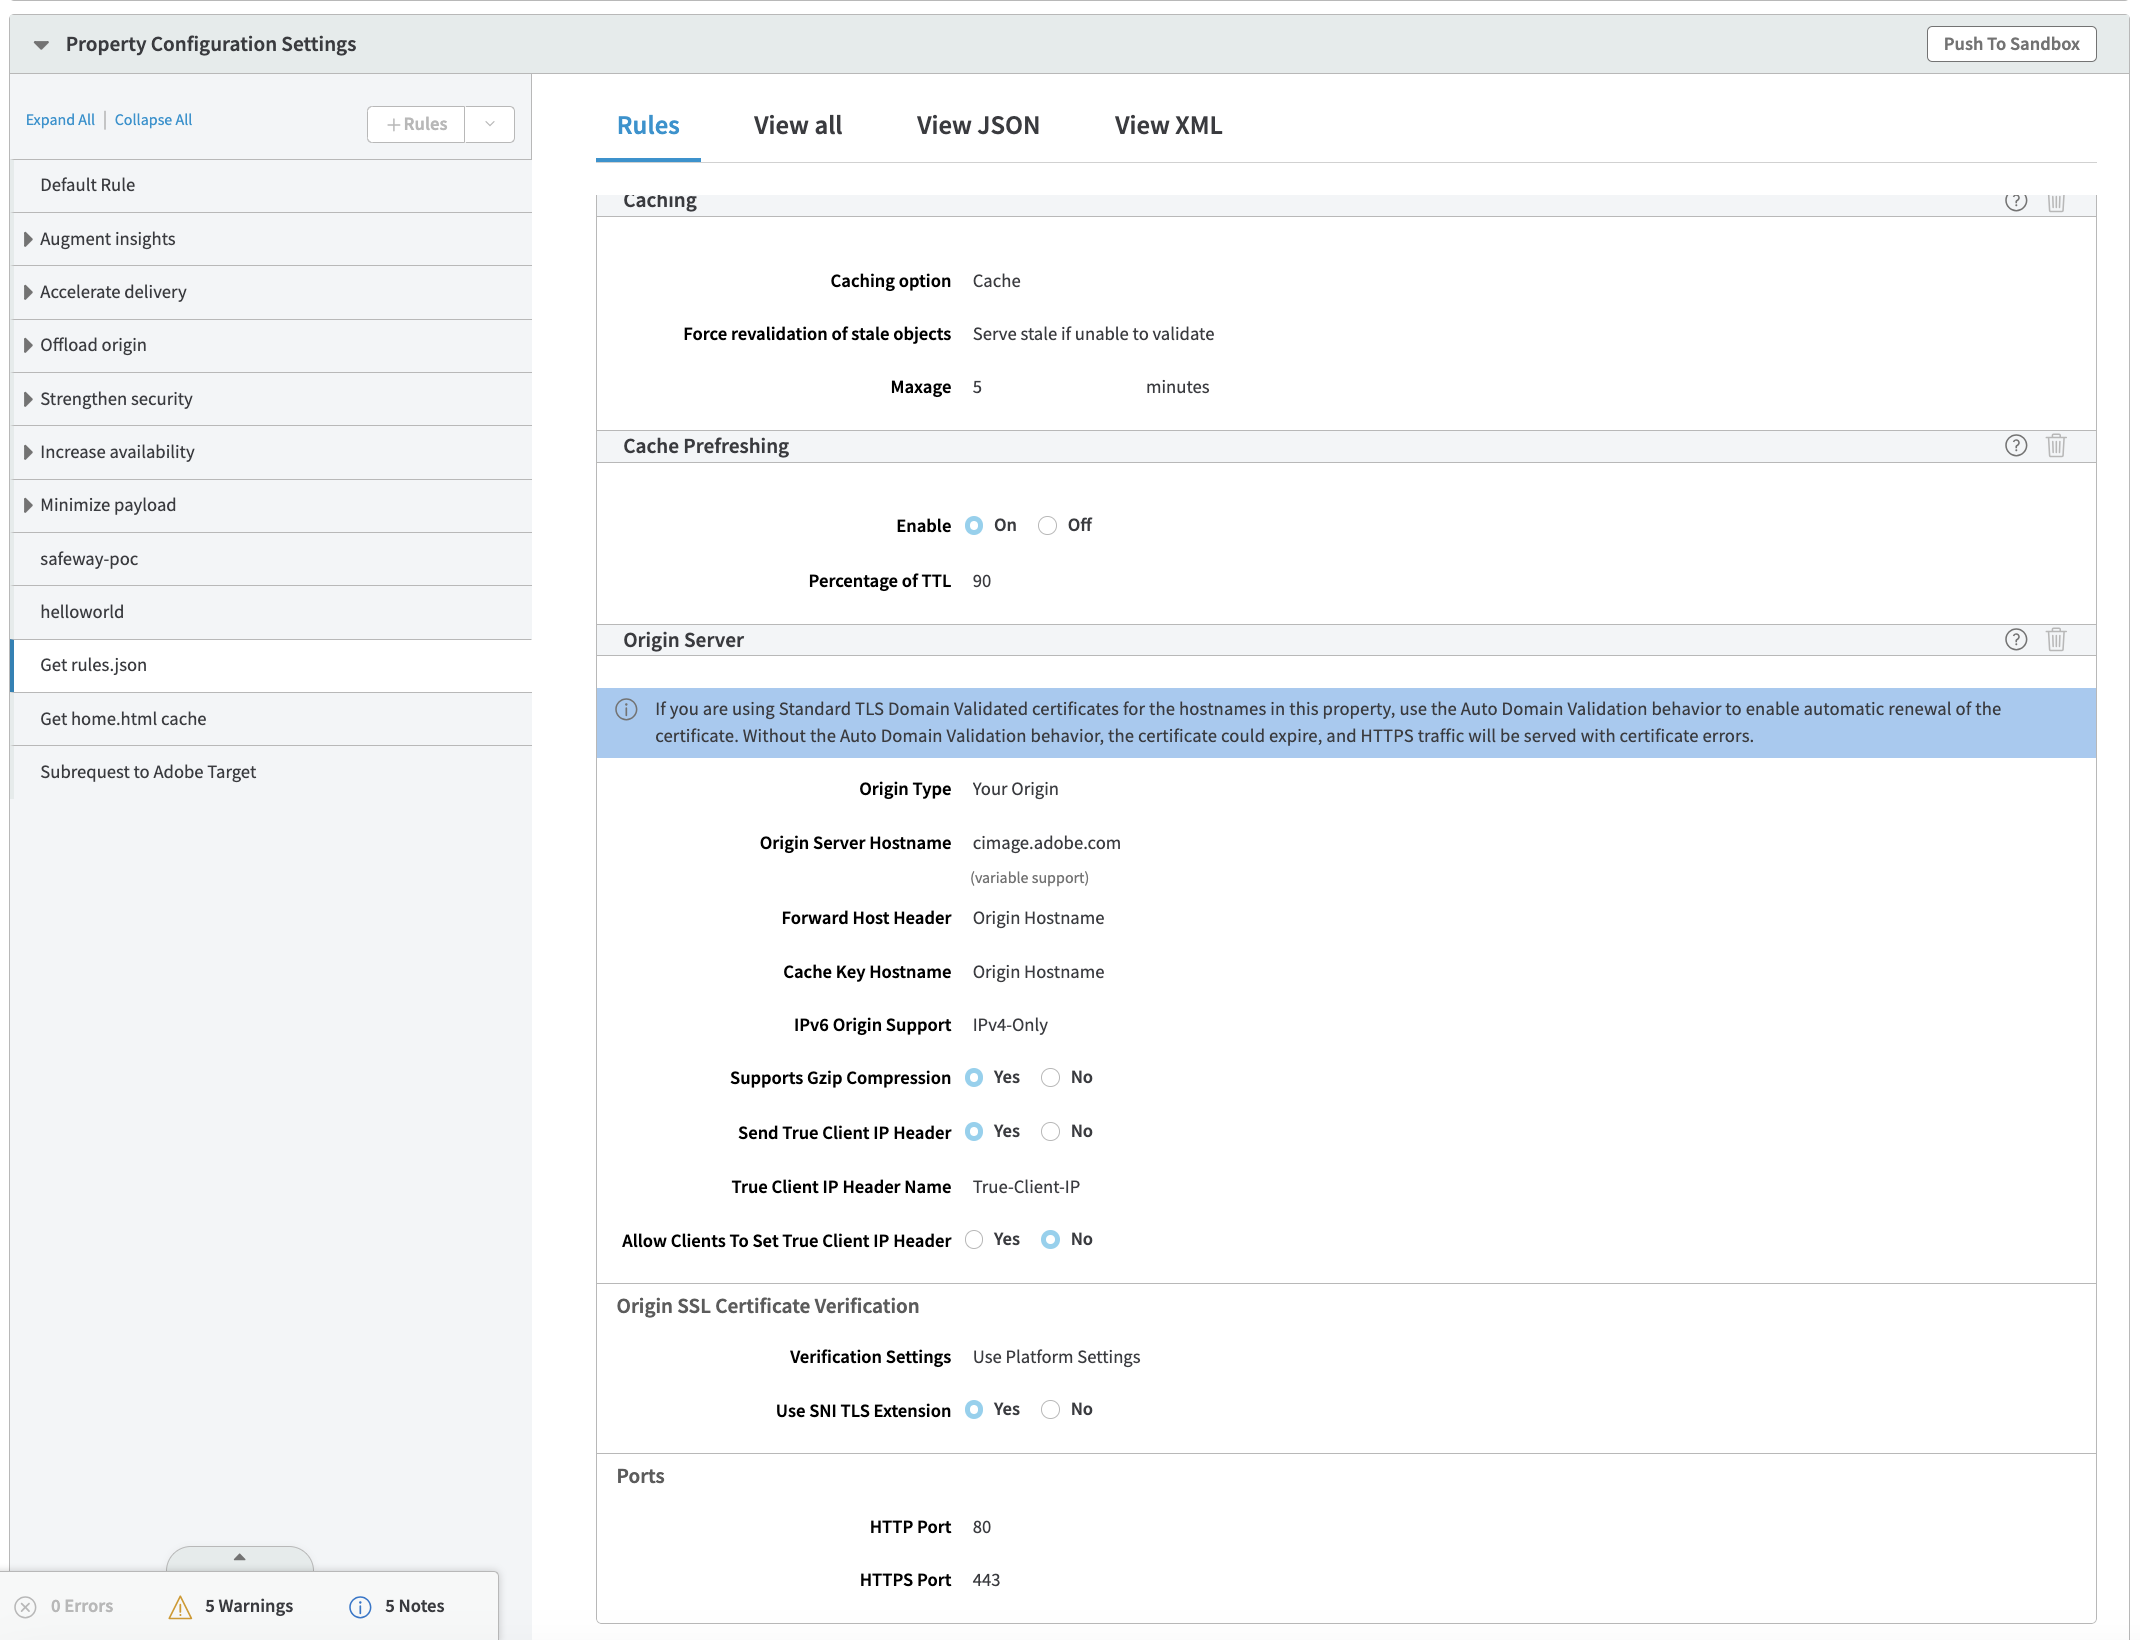 Property Configuration Settings
Push To Sandbox
Expand All | Collapse All
+ Rules
Default Rule
Augment insights
Accelerate delivery
Offload origin
Strengthen security
Increase availability
Minimize payload
safeway-poc
helloworld
Get rules.json
Get home.html cache
Subrequest to Adobe Target
0 Errors
5 Warnings
5 Notes
Rules
View all
View JSON
View XML
Caching
Caching option Cache
Force revalidation of stale objects Serve stale if unable to validate
Maxage 5 minutes
Cache Prefreshing
Enable On Off
Percentage of TTL 90
Origin Server
If you are using Standard TLS Domain Validated certificates for the hostnames in this property, use the Auto Domain Validation behavior to enable automatic renewal of the
certificate. Without the Auto Domain Validation behavior, the certificate could expire, and HTTPS traffic will be served with certificate errors.
Origin Type Your Origin
Origin Server Hostname cimage.adobe.com
(variable support)
Forward Host Header Origin Hostname
Cache Key Hostname Origin Hostname
IPv6 Origin Support IPv4-Only
Supports Gzip Compression Yes No
Send True Client IP Header Yes No
True Client IP Header Name True-Client-IP
Allow Clients To Set True Client IP Header Yes No
Origin SSL Certificate Verification
Verification Settings Use Platform Settings
Use SNI TLS Extension Yes No
Ports
HTTP Port 80
HTTPS Port 443